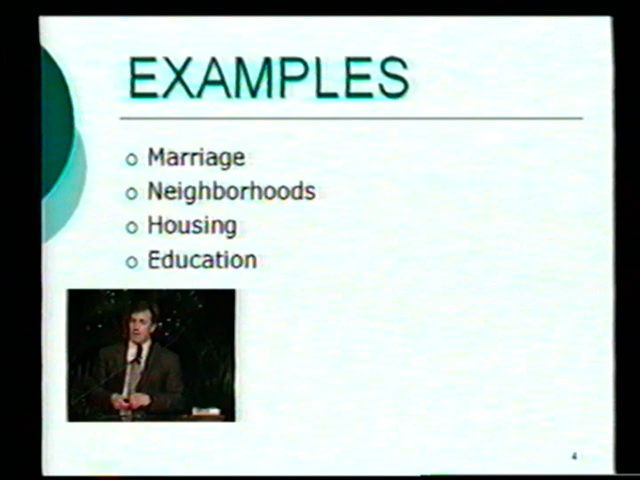 EXAMPLES
Marriage
Neighborhoods
Housing
Education
4